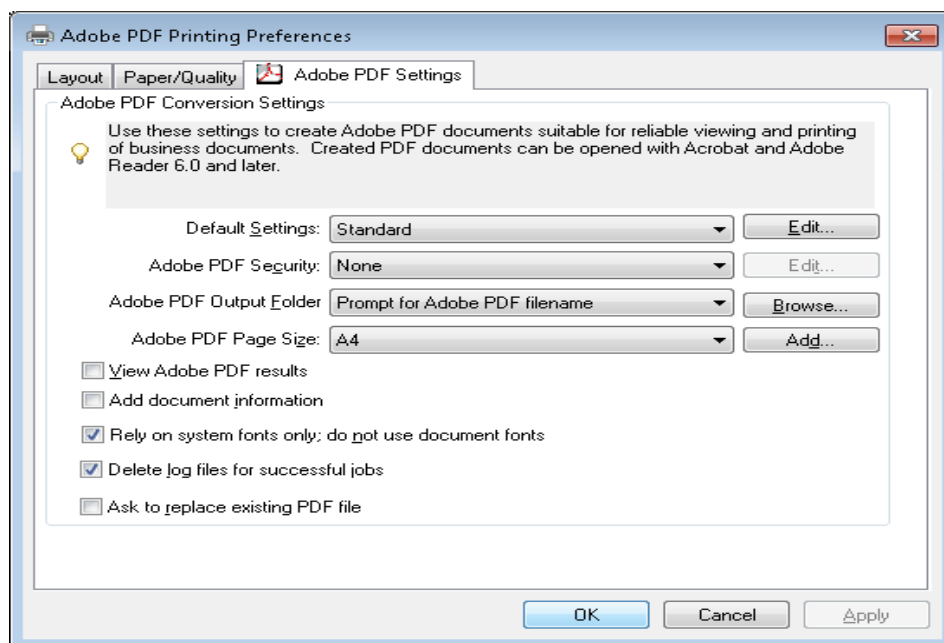 Adobe PDF Printing Preferences
Layout Paper/Quality Adobe PDF Settings
Adobe PDF Conversion Settings
Use these settings to create Adobe PDF documents suitable for reliable viewing and printing
of business documents. Created PDF documents can be opened with Acrobat and Adobe
Reader 6.0 and later.
Default Settings: Standard Edit...
Adobe PDF Security: None Edit...
Adobe PDF Output Folder Prompt for Adobe PDF filename Browse...
Adobe PDF Page Size: A4 Add...
View Adobe PDF results
Add document information
Rely on system fonts only; do not use document fonts
Delete log files for successful jobs
Ask to replace existing PDF file
OK Cancel Apply